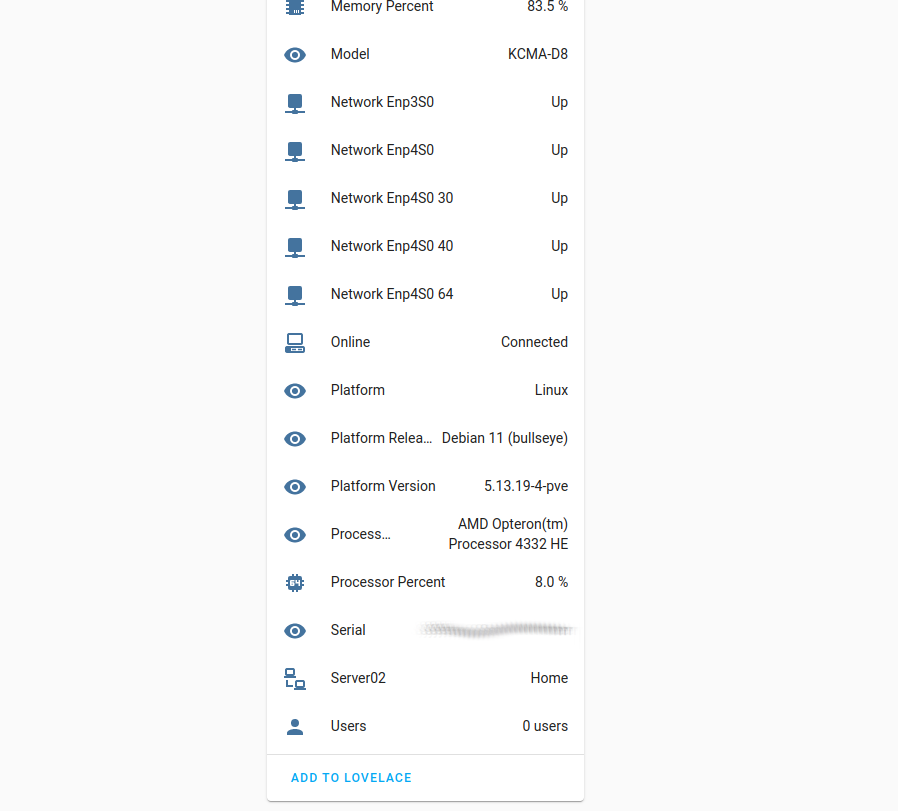 Memory Percent 83.5 %
Model KCMA-D8
Network Enp3S0 Up
Network Enp4S0 Up
Network Enp4S0 30 Up
Network Enp4S0 40 Up
Network Enp4S0 64 Up
Online Connected
Platform Linux
Platform Relea... Debian 11 (bullseye)
Platform Version 5.13.19-4-pve
Process... AMD Opteron(tm)
Processor 4332 HE
64
Processor Percent 8.0 %
Serial
Server02 Home
Users 0 users
ADD TO LOVELACE